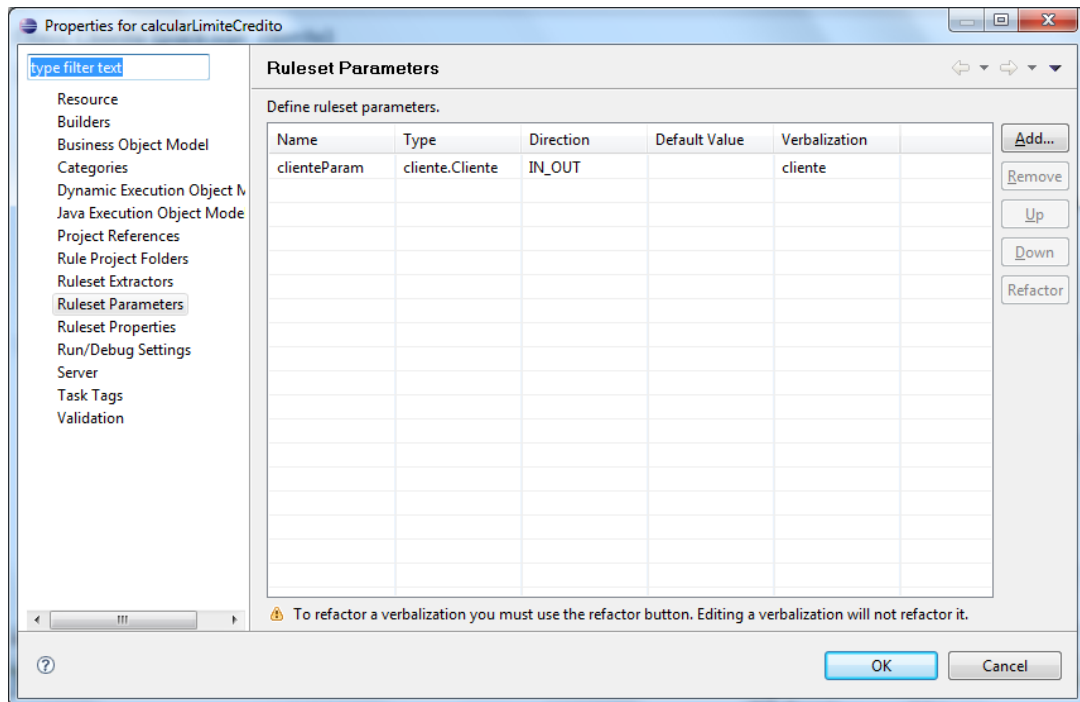 Properties for calcularLimiteCredito
type filter text
Resource
Builders
Business Object Model
Categories
Dynamic Execution Object M
Java Execution Object Mode
Project References
Rule Project Folders
Ruleset Extractors
Ruleset Parameters
Ruleset Properties
Run/Debug Settings
Server
Task Tags
Validation
Ruleset Parameters
Define ruleset parameters.
Name Type Direction Default Value Verbalization
clienteParam cliente.Cliente IN_OUT cliente
Add...
Remove
Up
Down
Refactor
To refactor a verbalization you must use the refactor button. Editing a verbalization will not refactor it.
OK Cancel